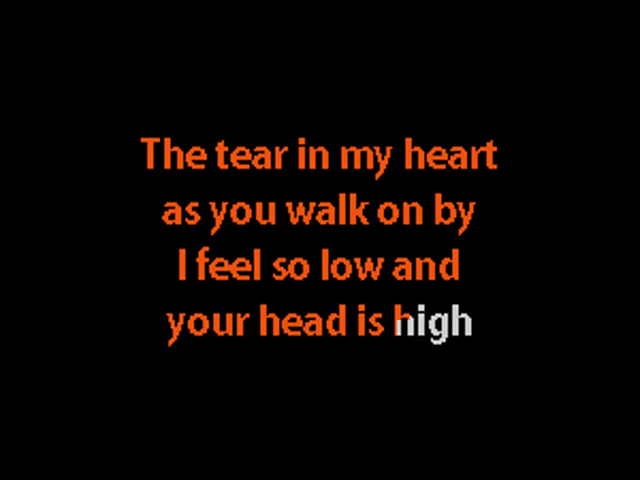 The tear in my heart
as you walk on by
I feel so low and
your head is high